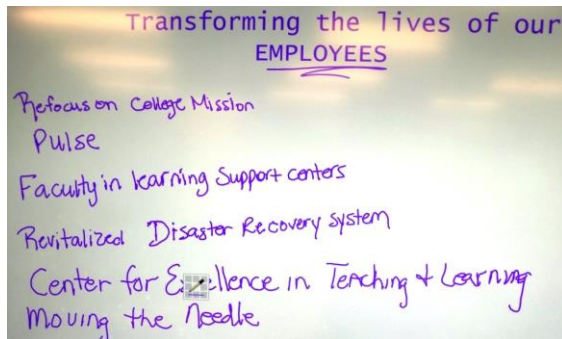 Transforming the lives of our
EMPLOYEES
Refocus on College Mission
Pulse
Faculty in learning Support centers
Revitalized Disaster Recovery system
Center for Excellence in Teaching + Learning
Moving the Needle